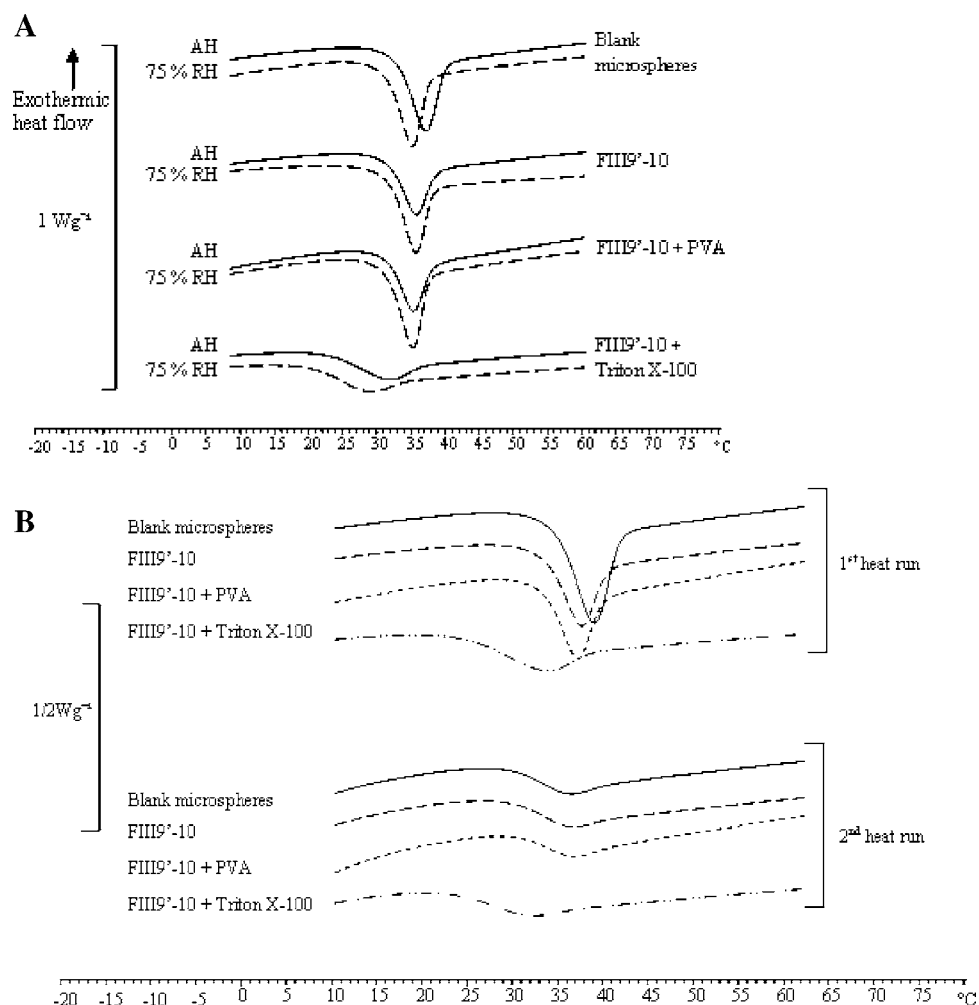 A
Exothermic
heat flow
1 Wg⁻¹
AH
75% RH
Blank
microspheres
AH
75% RH
FIII9’-10
AH
75% RH
FIII9’-10 + PVA
AH
75% RH
FIII9’-10 +
Triton X-100
-20 -15 -10 -5 0 5 10 15 20 25 30 35 40 45 50 55 60 65 70 75 °C
B
Blank microspheres
FIII9’-10
FIII9’-10 + PVA
FIII9’-10 + Triton X-100
1ˢᵗ heat run
1/2Wg⁻¹
Blank microspheres
FIII9’-10
FIII9’-10 + PVA
FIII9’-10 + Triton X-100
2ⁿᵈ heat run
-20 -15 -10 -5 0 5 10 15 20 25 30 35 40 45 50 55 60 65 70 75 °C